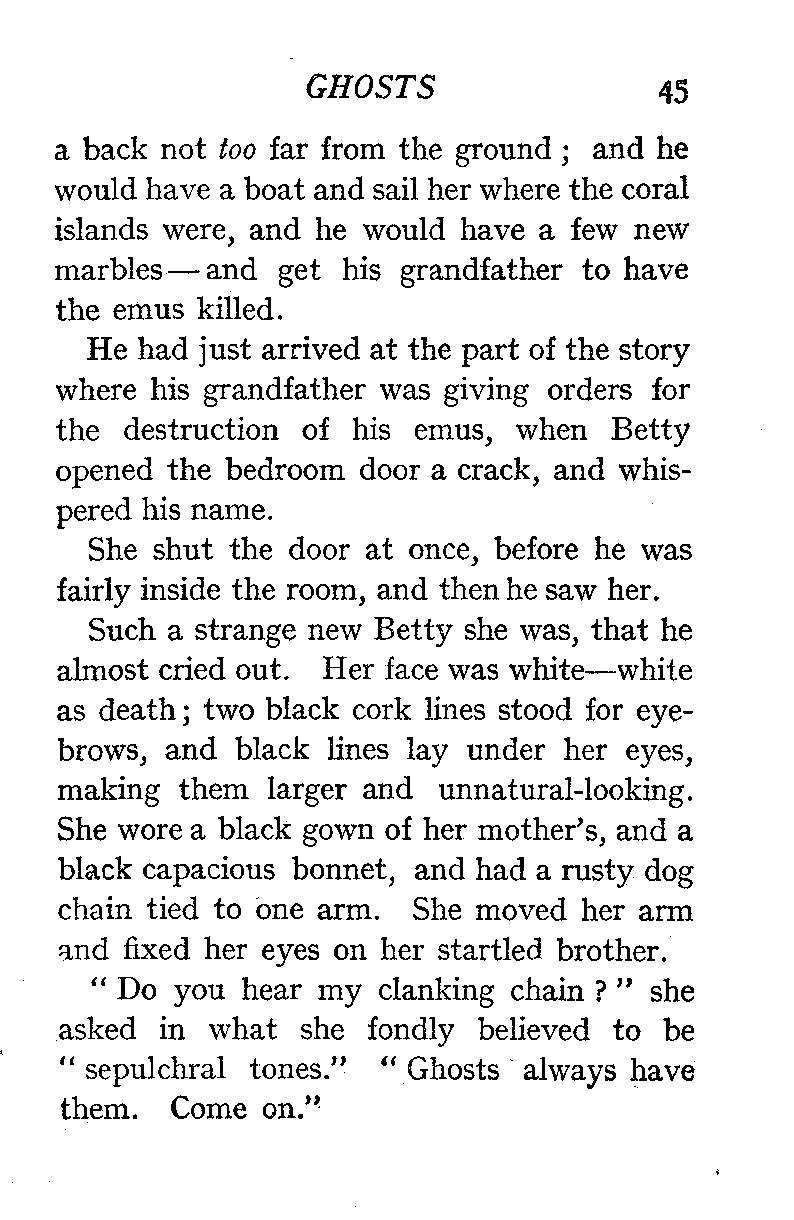 GHOSTS 45
a back not too far from the ground ; and he
would have a boat and sail her where the coral
islands were, and he would have a few new
marbles — and get his grandfather to have
the emus killed.
He had just arrived at the part of the story
where his grandfather was giving orders for
the destruction of his emus, when Betty
opened the bedroom door a crack, and whis-
pered his name.
She shut the door at once, before he was
fairly inside the room, and then he saw her.
Such a strange new Betty she was, that he
almost cried out. Her face was white—white
as death ; two black cork lines stood for eye-
brows, and black lines lay under her eyes,
making them larger and unnatural-looking.
She wore a black gown of her mother's, and a
black capacious bonnet, and had a rusty dog
chain tied to one arm. She moved her arm
and fixed her eyes on her startled brother.
" Do you hear my clanking chain ? " she
asked in what she fondly believed to be
" sepulchral tones." " Ghosts always have
them. Come on."